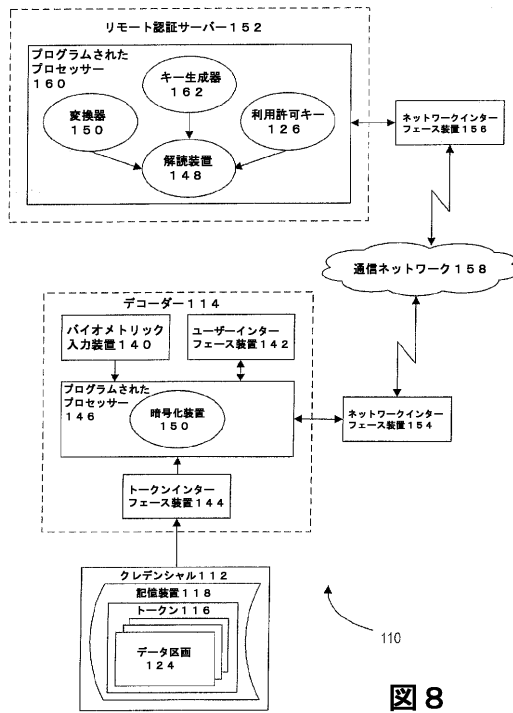 リモート認証サーバー152
プログラムされた
プロセッサー
160
キー生成器
162
変換器
150
利用許可キー
126
解読装置
148
ネットワークインター
フェース装置156
通信ネットワーク158
デコーダー114
バイオメトリック
入力装置140
ユーザーインター
フェース装置142
プログラムされた
プロセッサー
146
暗号化装置
150
ネットワークインター
フェース装置154
トークンインター
フェース装置144
クレデンシャル112
記憶装置118
トークン116
データ区画
124
110
図8